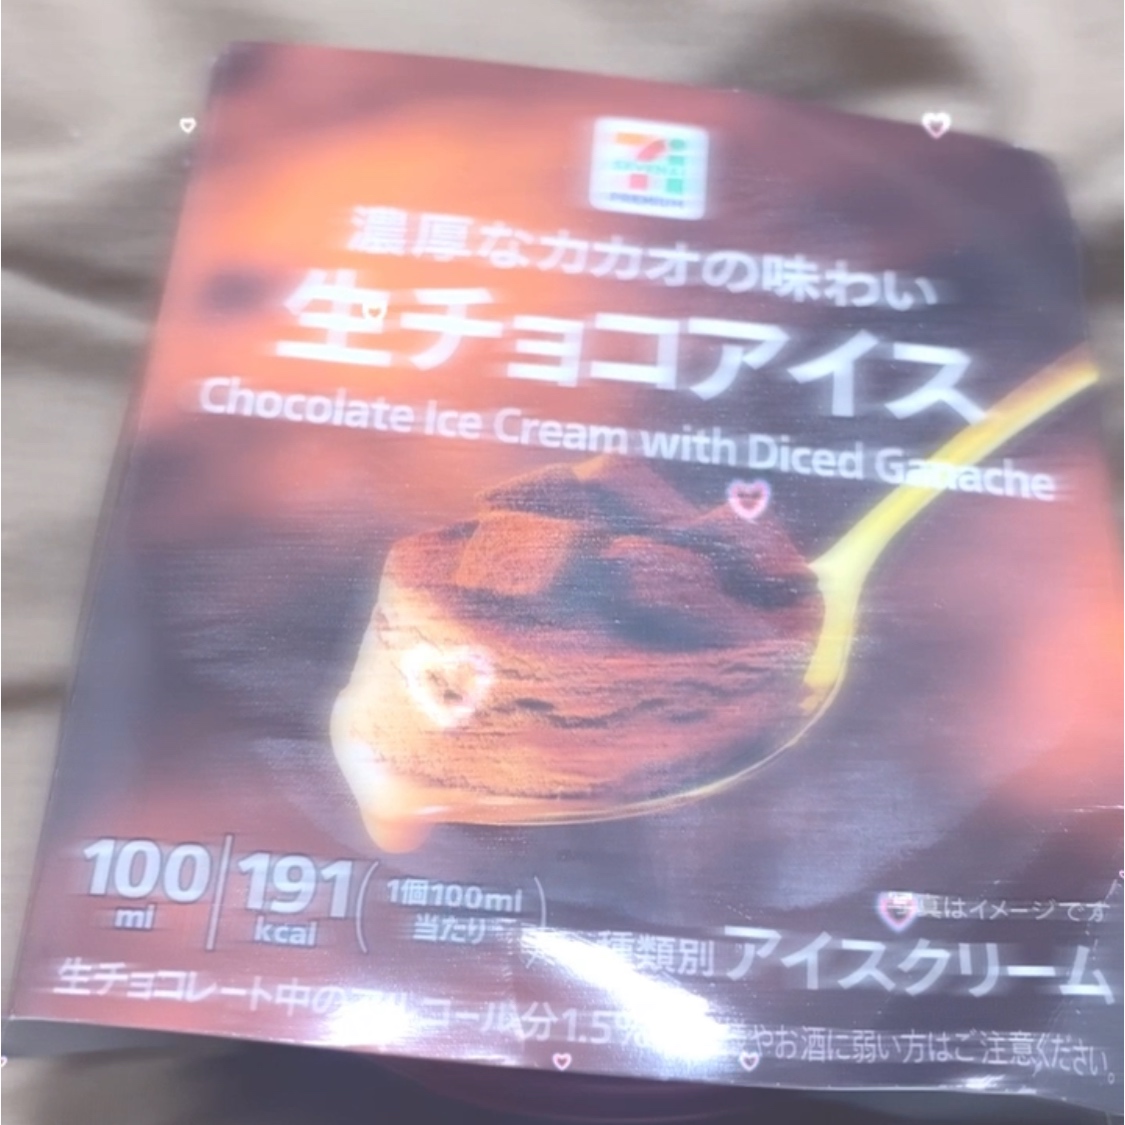 7
SEVEN & i
PREMIUM
濃厚なカカオの味わい
生チョコアイス
Chocolate Ice Cream with Diced Ganache
100 ml 191 kcal (1個100ml当たり)
写真はイメージです
種類別 アイスクリーム
生チョコレート中のアルコール分1.5%
やお酒に弱い方はご注意ください。